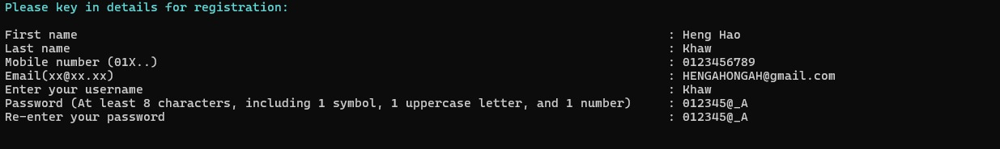 Please key in details for registration:
First name : Heng Hao
Last name : Khaw
Mobile number (01X..) : 0123456789
Email(xx@xx.xx) : HENGAHONGAH@gmail.com
Enter your username : Khaw
Password (At least 8 characters, including 1 symbol, 1 uppercase letter, and 1 number) : 012345@_A
Re-enter your password : 012345@_A